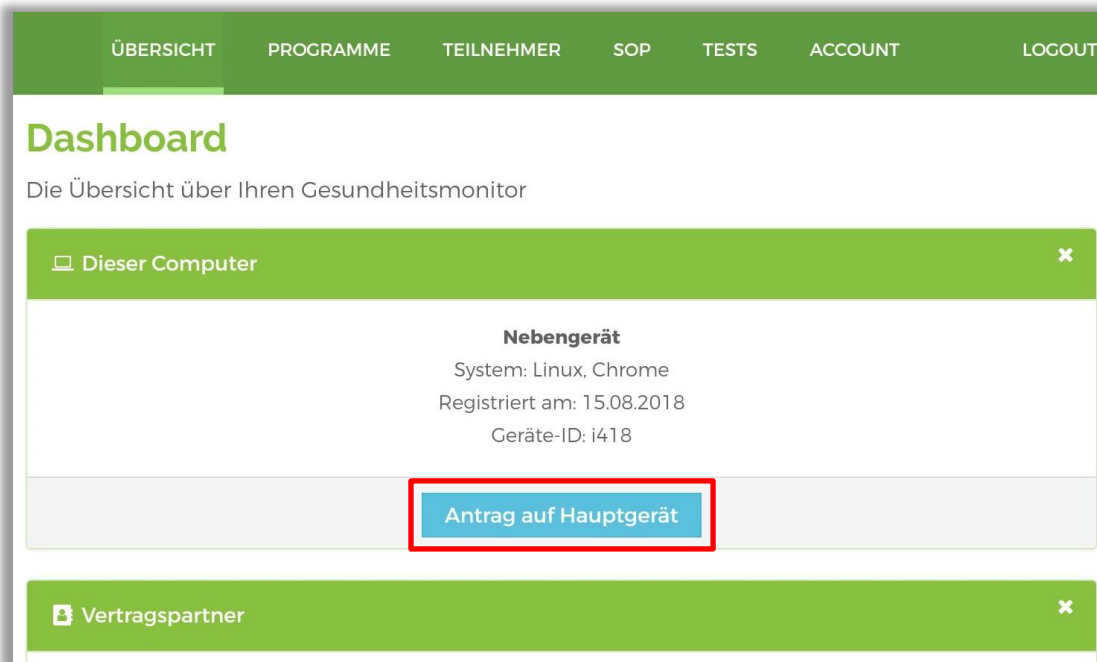 ÜBERSICHT PROGRAMME TEILNEHMER SOP TESTS ACCOUNT LOGOUT
Dashboard
Die Übersicht über Ihren Gesundheitsmonitor
Dieser Computer
Nebengerät
System: Linux, Chrome
Registriert am: 15.08.2018
Geräte-ID: i418
Antrag auf Hauptgerät
Vertragspartner